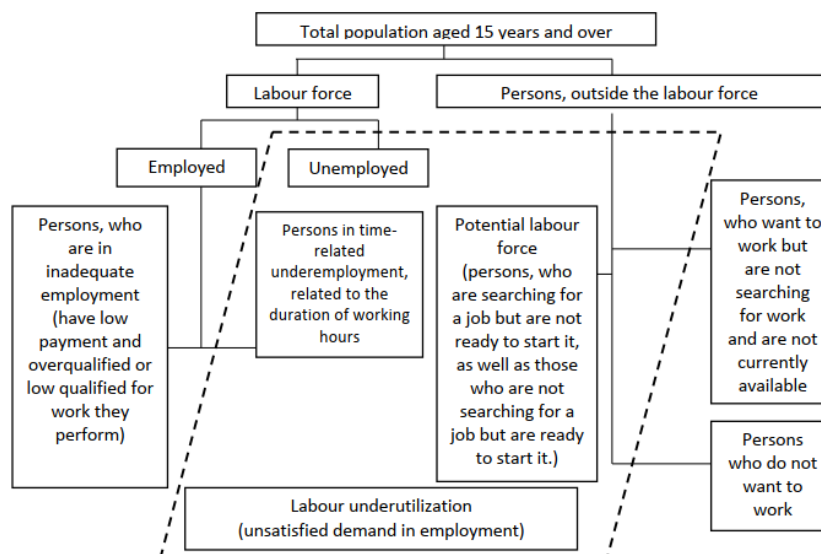 Total population aged 15 years and over
Labour force
Persons, outside the labour force
Employed
Unemployed
Persons, who
are in
inadequate
employment
(have low
payment and
overqualified or
low qualified for
work they
perform)
Persons in time-
related
underemployment,
related to the
duration of working
hours
Potential labour
force
(persons, who
are searching for
a job but are not
ready to start it,
as well as those
who are not
searching for a
job but are ready
to start it.)
Persons,
who want to
work but
are not
searching
for work
and are not
currently
available
Persons
who do not
want to
work
Labour underutilization
(unsatisfied demand in employment)